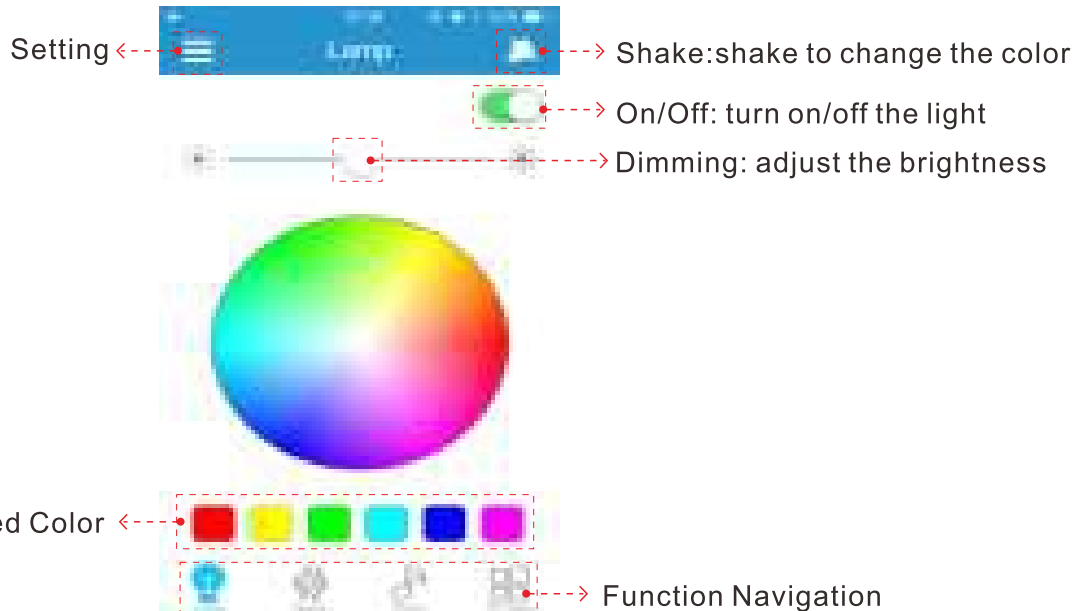 Setting
Lamp
Shake:shake to change the color
On/Off: turn on/off the light
Dimming: adjust the brightness
ed Color
Function Navigation